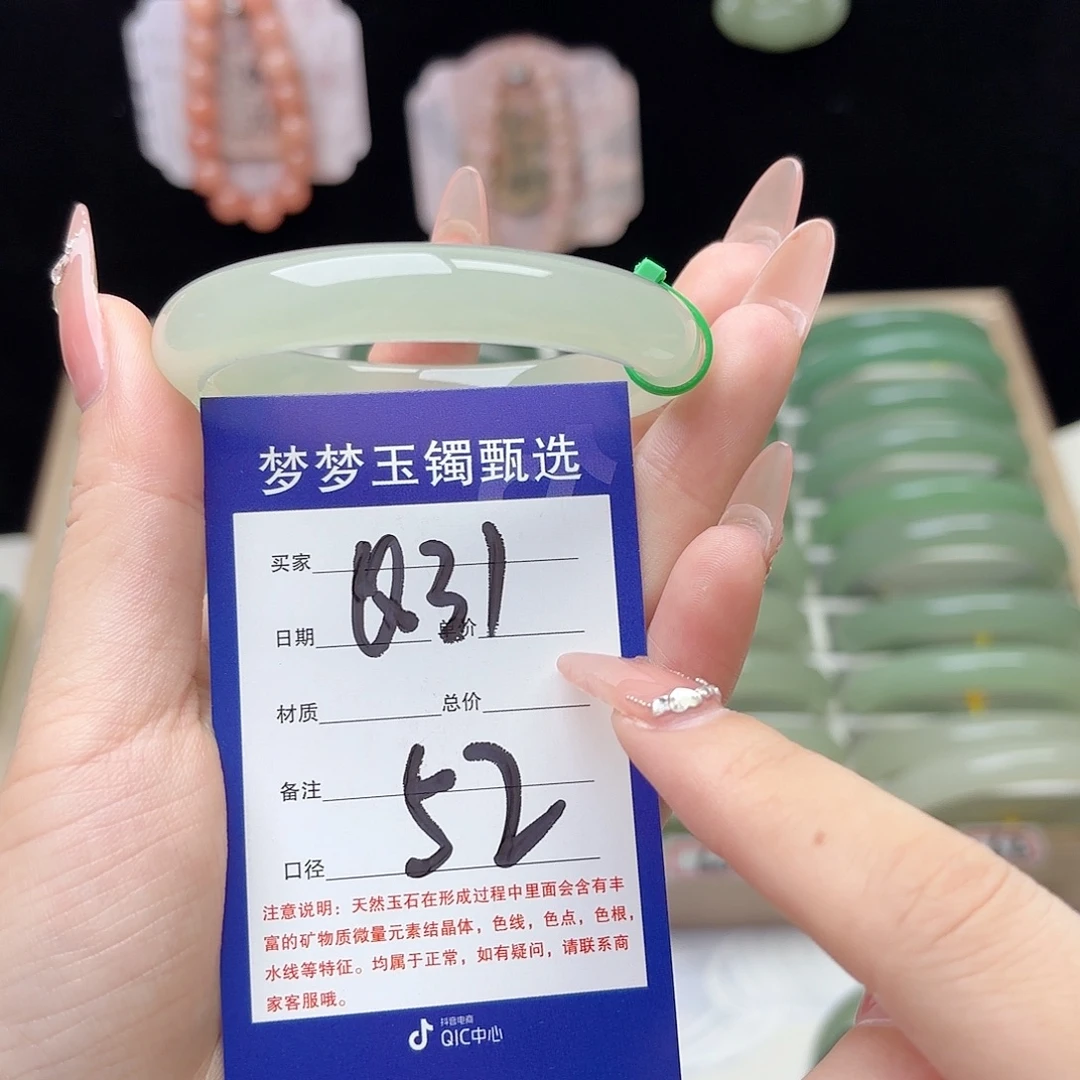 梦梦玉镯甄选
买家 Q31
日期 单价
材质 总价
备注
口径 52
注意说明：天然玉石在形成过程中里面会含有丰
富的矿物质微量元素结晶体，色线，色点，色根，
水线等特征。均属于正常，如有疑问，请联系商
家客服哦。
抖音电商
QIC中心